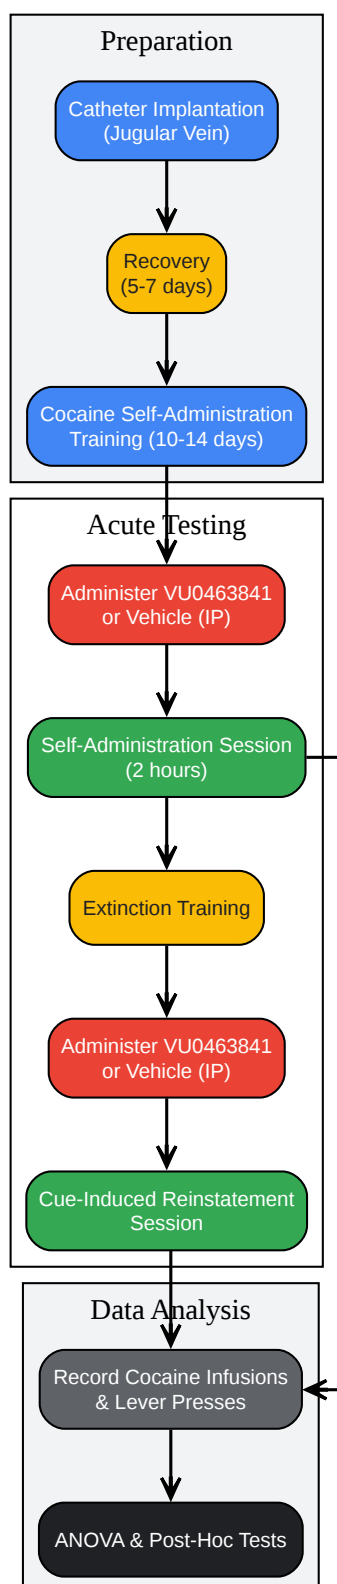 Preparation
Catheter Implantation
(Jugular Vein)
Recovery
(5-7 days)
Cocaine Self-Administration
Training (10-14 days)
Acute Testing
Administer VU0463841
or Vehicle (IP)
Self-Administration Session
(2 hours)
Extinction Training
Administer VU0463841
or Vehicle (IP)
Cue-Induced Reinstatement
Session
Data Analysis
Record Cocaine Infusions
& Lever Presses
ANOVA & Post-Hoc Tests